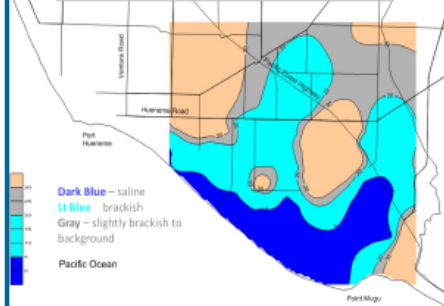 Ventura Road
Pacific Coast Highway
Hueneme Road
Port
Hueneme
Dark Blue – saline
Lt Blue brackish
Gray – slightly brackish to
background
Pacific Ocean
Point Mugu